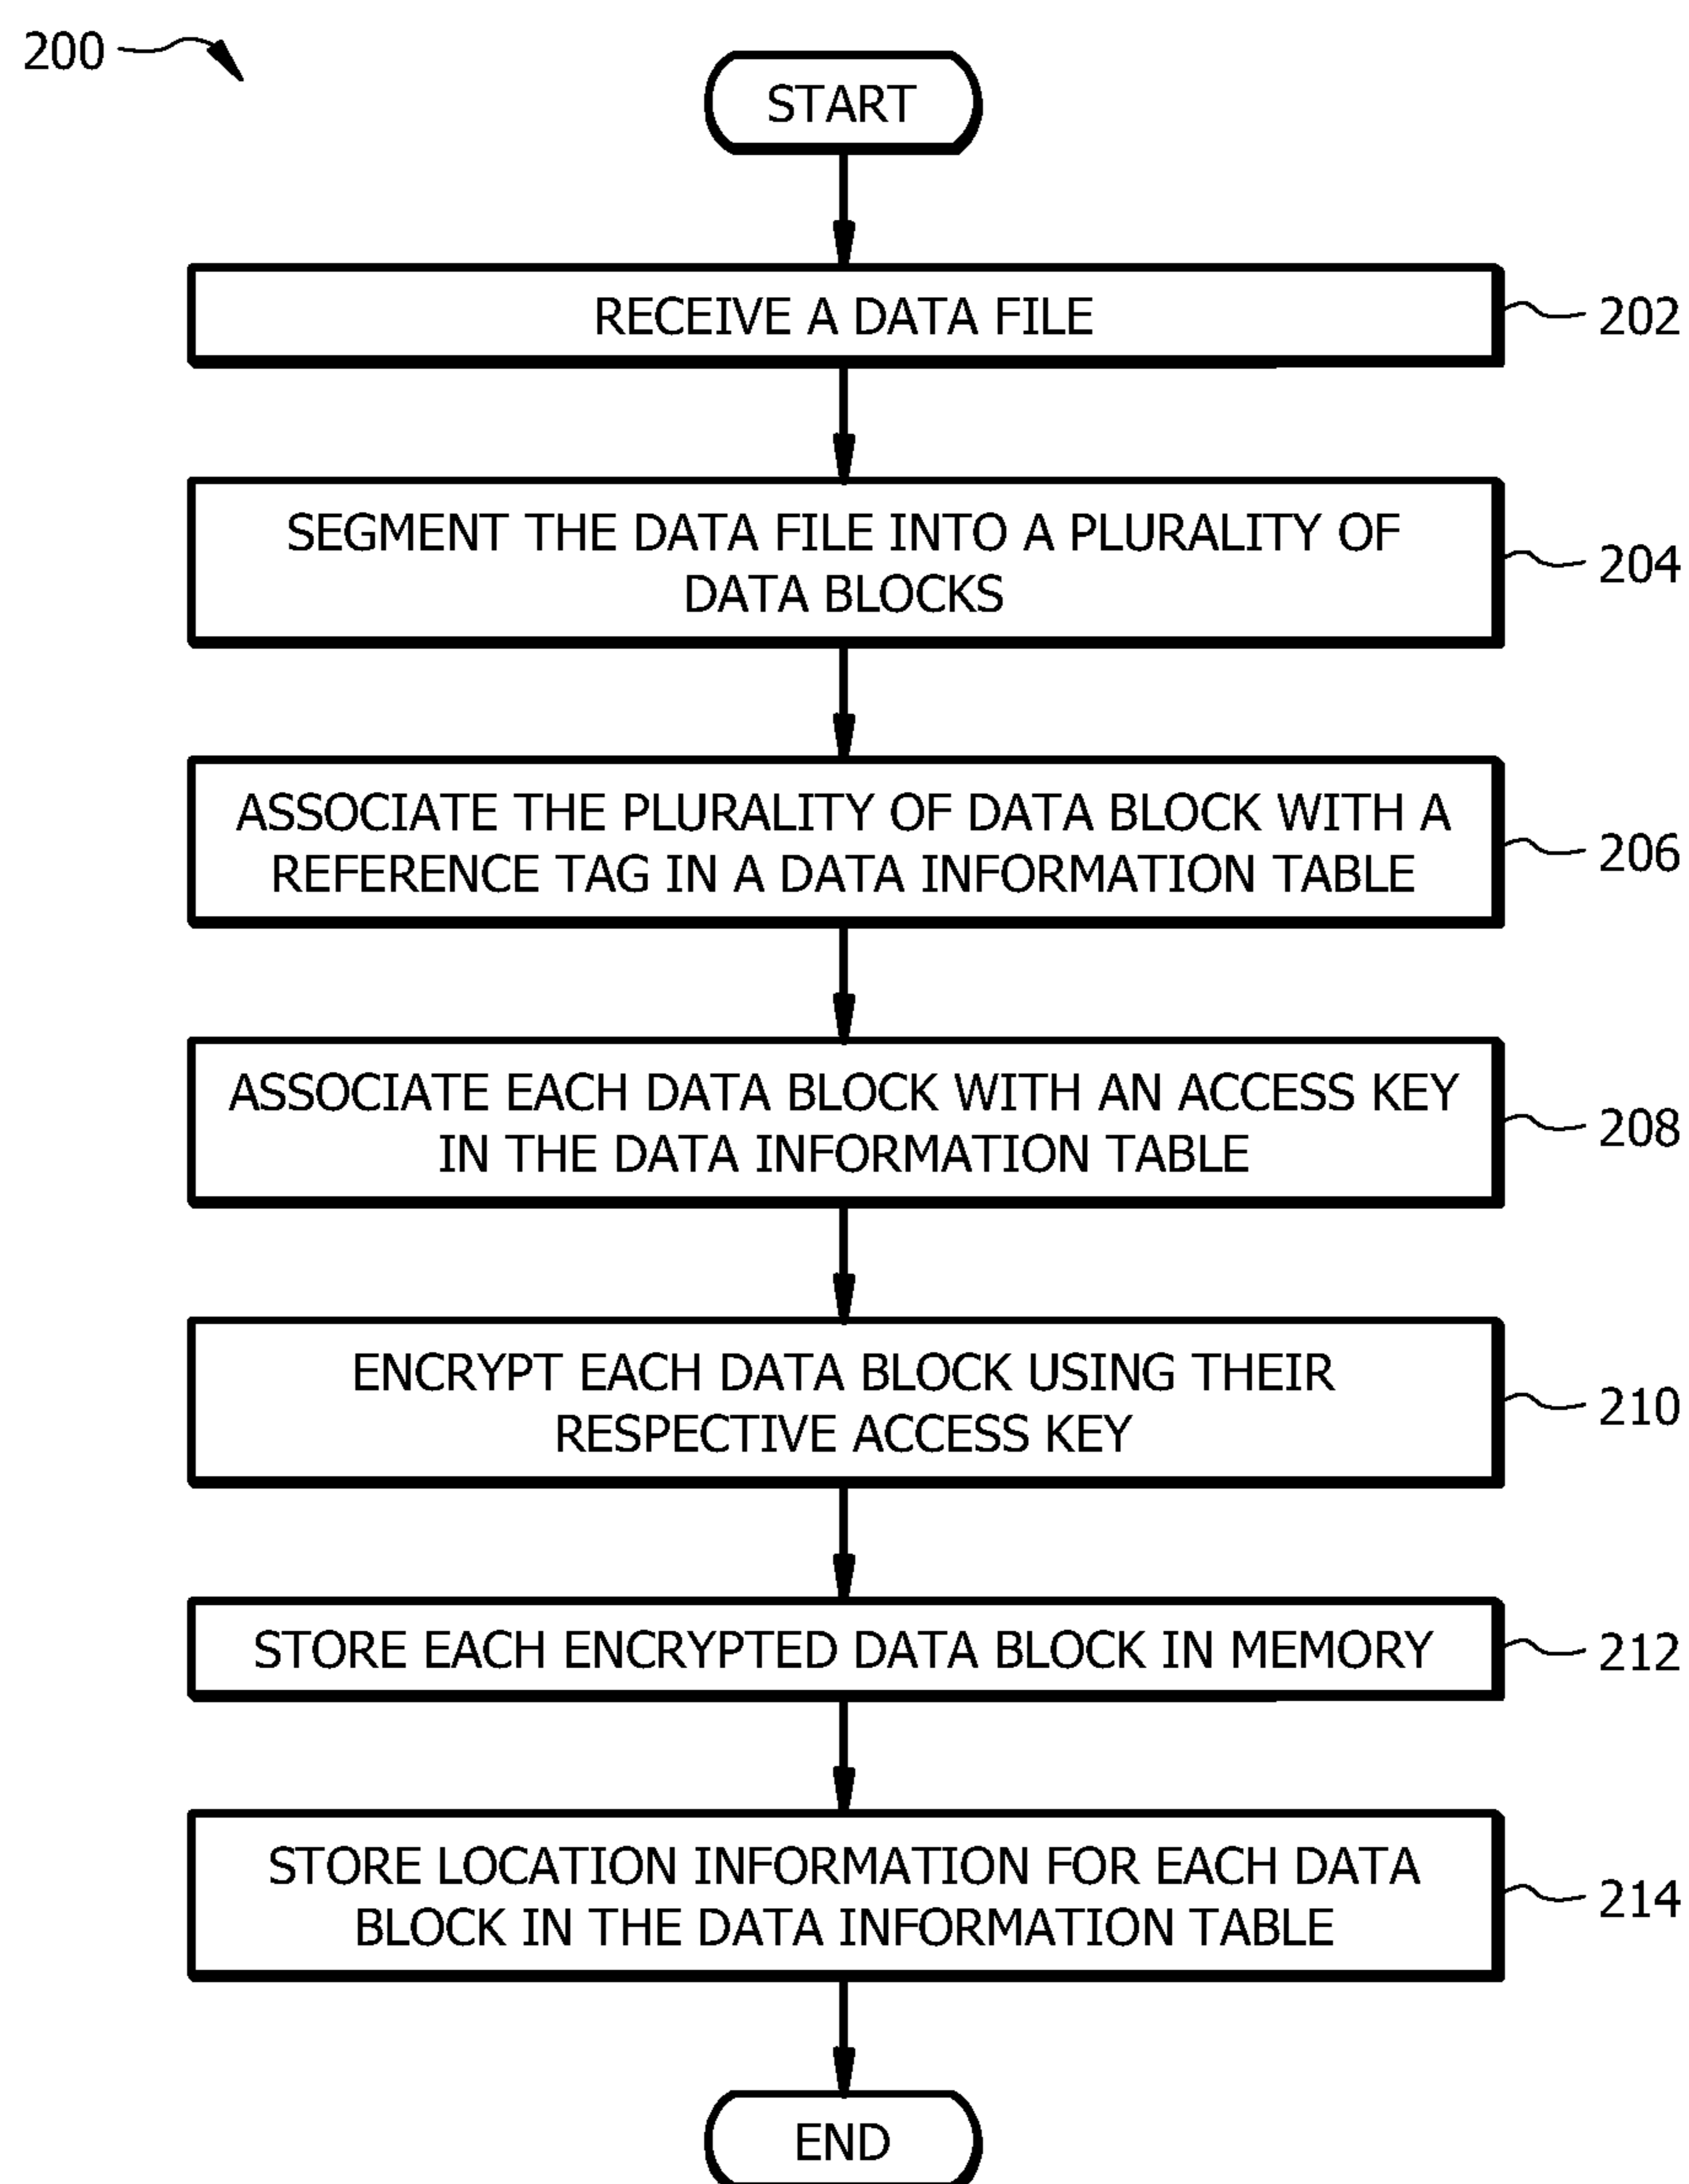 200
START
RECEIVE A DATA FILE
202
SEGMENT THE DATA FILE INTO A PLURALITY OF
DATA BLOCKS
204
ASSOCIATE THE PLURALITY OF DATA BLOCK WITH A
REFERENCE TAG IN A DATA INFORMATION TABLE
206
ASSOCIATE EACH DATA BLOCK WITH AN ACCESS KEY
IN THE DATA INFORMATION TABLE
208
ENCRYPT EACH DATA BLOCK USING THEIR
RESPECTIVE ACCESS KEY
210
STORE EACH ENCRYPTED DATA BLOCK IN MEMORY
212
STORE LOCATION INFORMATION FOR EACH DATA
BLOCK IN THE DATA INFORMATION TABLE
214
END